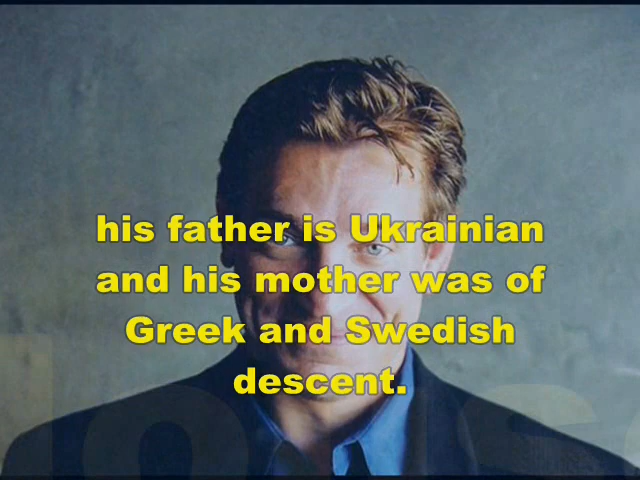 his father is Ukrainian
and his mother was of
Greek and Swedish
descent.